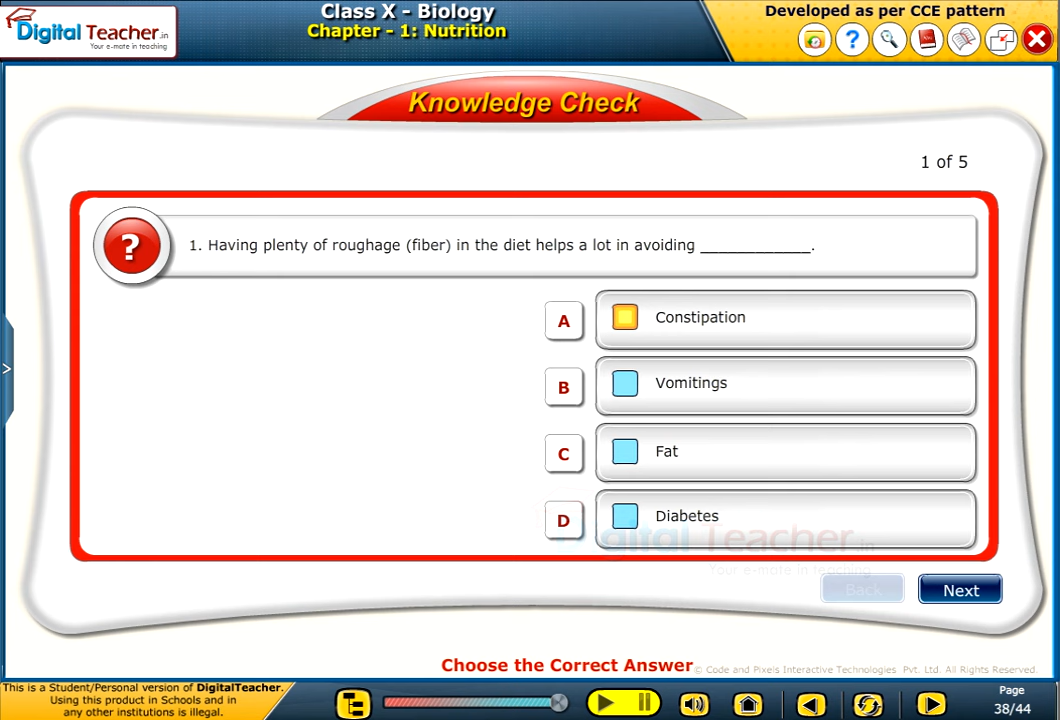 Digital Teacher.in
Your e-mate in teaching
Class X - Biology
Chapter - 1: Nutrition
Developed as per CCE pattern
?
Knowledge Check
1 of 5
?
1. Having plenty of roughage (fiber) in the diet helps a lot in avoiding ____________.
A Constipation
B Vomitings
C Fat
D Diabetes
Digital Teacher.in
Your e-mate in teaching
Back Next
Choose the Correct Answer
© Code and Pixels Interactive Technologies Pvt. Ltd. All Rights Reserved.
This is a Student/Personal version of DigitalTeacher.
Using this product in Schools and in
any other institutions is illegal.
Page
38/44